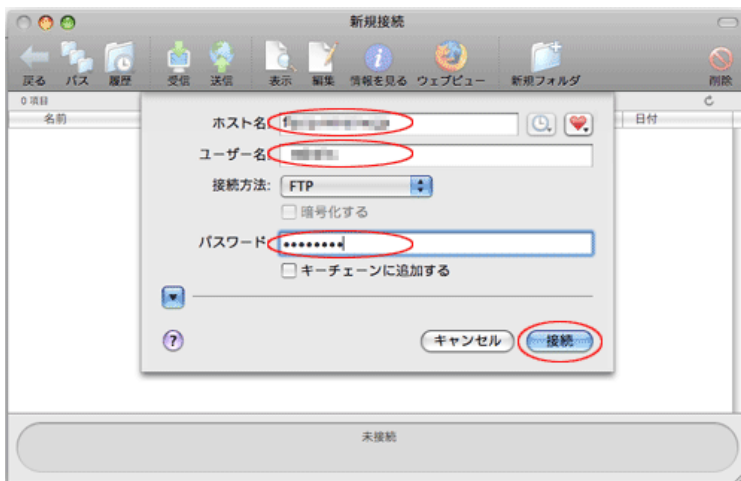 新規接続
戻る パス 履歴 受信 送信 表示 編集 情報を見る ウェブビュー 新規フォルダ 削除
0 項目
名前 日付
ホスト名:
ユーザー名:
接続方法: FTP
暗号化する
パスワード: ••••••••
キーチェーンに追加する
? キャンセル 接続
未接続